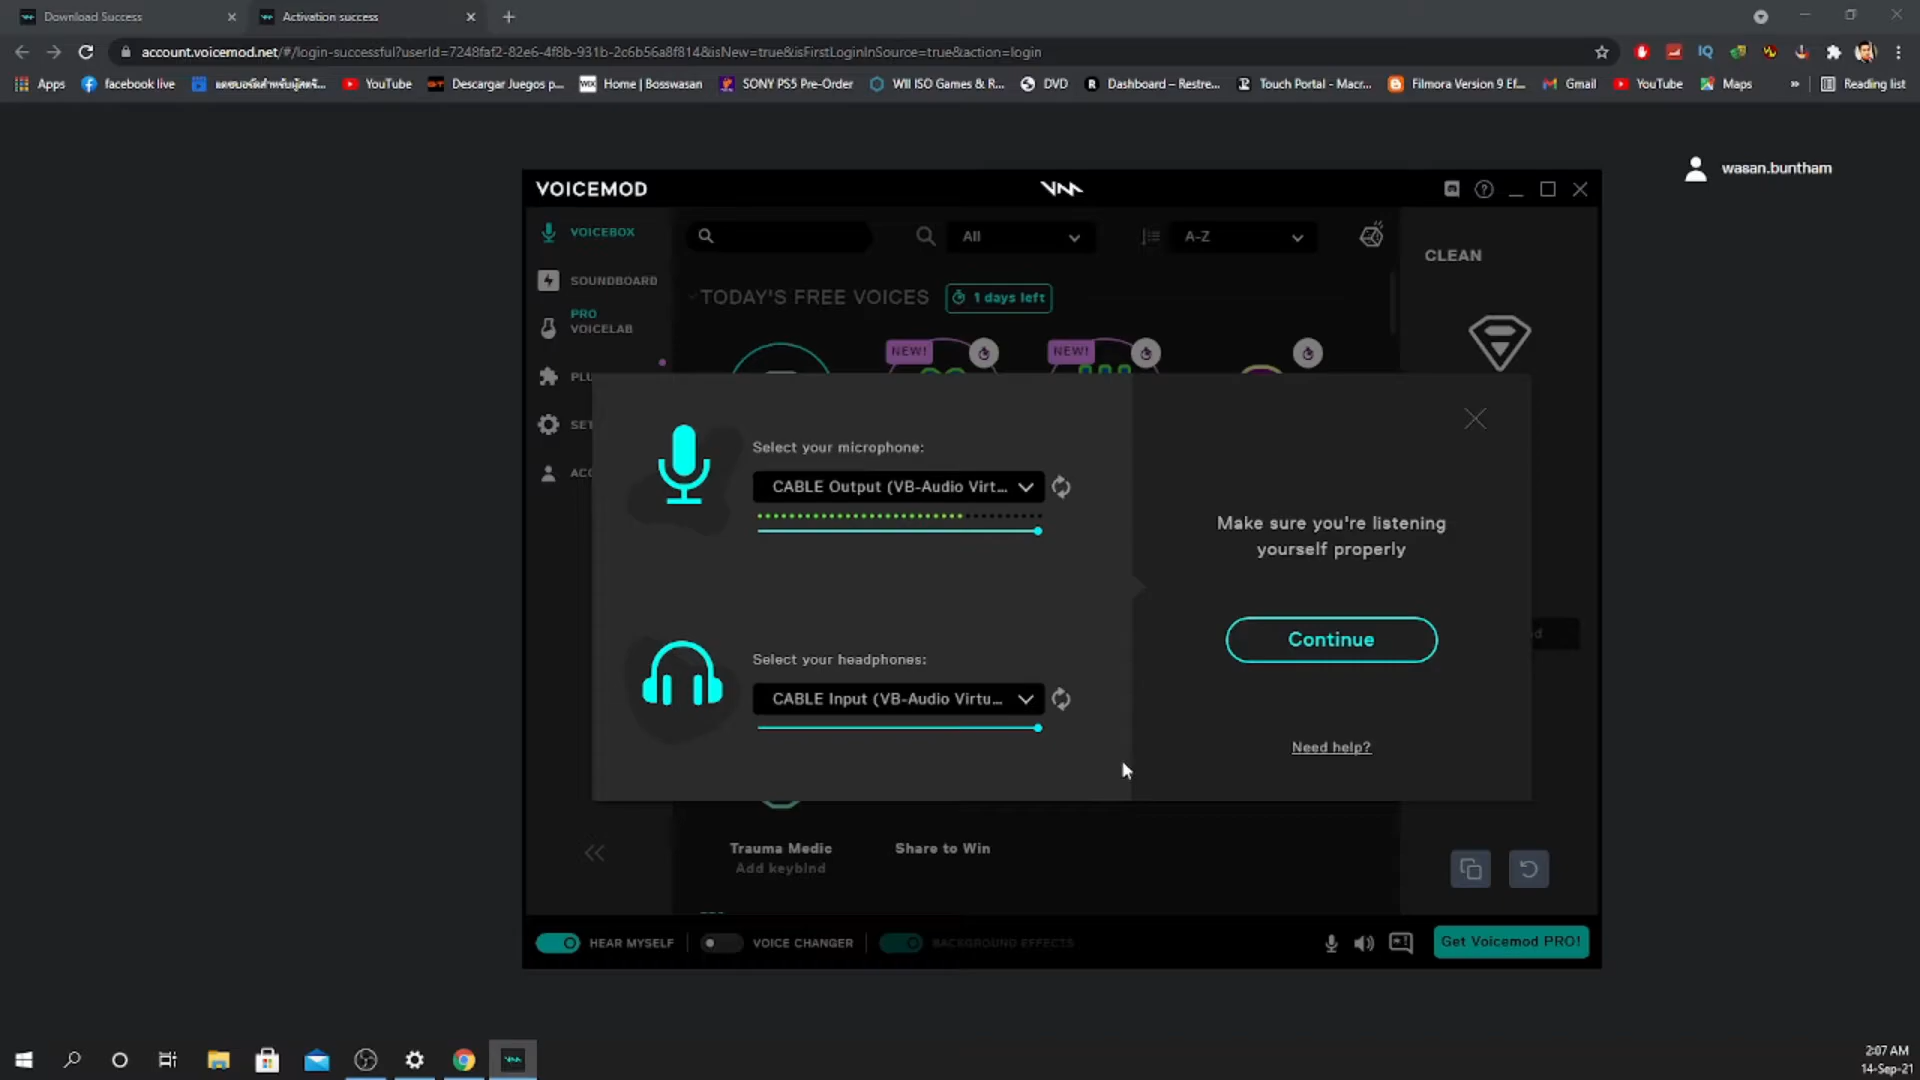 Download Success
Activation success
account.voicemod.net/#/login-successful?userId=7248faf2-82e6-4f8b-931b-2c6b56a8f814&isNew=true&isFirstLoginInSource=true&action=login
Apps
facebook live
YouTube
Descargar Juegos p...
Home | Bosswasan
SONY PS5 Pre-Order
WII ISO Games & R...
DVD
Dashboard – Restre...
Touch Portal - Macr...
Filmora Version 9 Ef...
Gmail
YouTube
Maps
»
Reading list
wasan.buntham
VOICEMOD
VOICEBOX
All
A-Z
CLEAN
SOUNDBOARD
TODAY'S FREE VOICES
1 days left
PRO
VOICELAB
NEW!
NEW!
PLU
SET
ACC
Select your microphone:
CABLE Output (VB-Audio Virt...
Make sure you're listening
yourself properly
Continue
Select your headphones:
CABLE Input (VB-Audio Virtu...
Need help?
Trauma Medic
Add keybind
Share to Win
HEAR MYSELF
VOICE CHANGER
BACKGROUND EFFECTS
Get Voicemod PRO!
2:07 AM
14-Sep-21